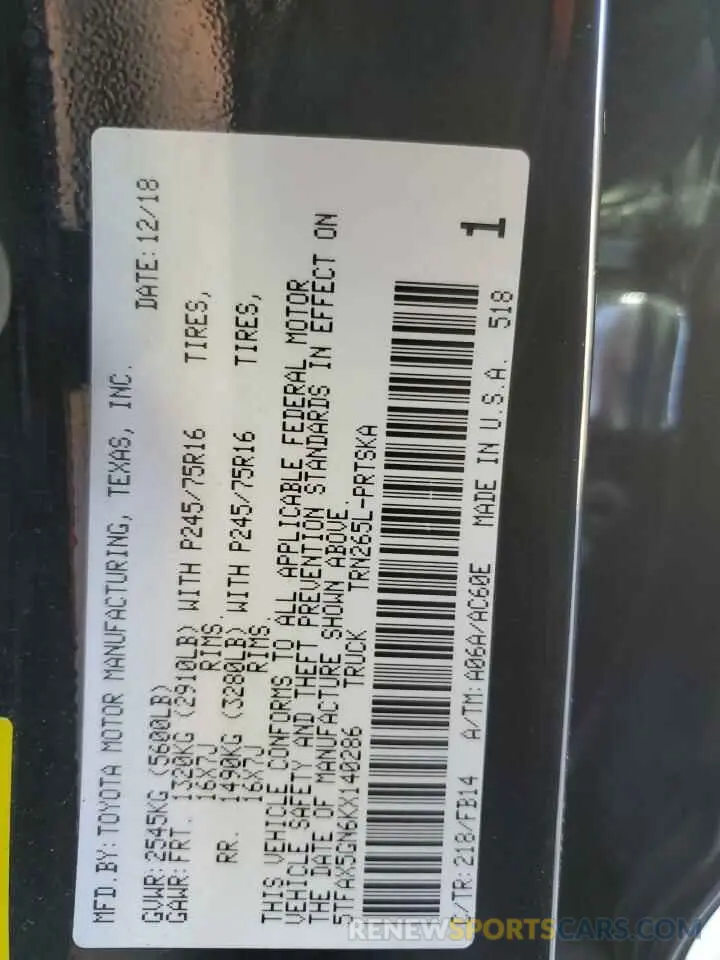 MFD.BY: TOYOTA MOTOR MANUFACTURING, TEXAS, INC.
DATE: 12/18
GVWR: 2545KG (5600LB)
GAWR: FRT. 1320KG (2910LB) WITH P245/75R16 TIRES,
16X7J RIMS.
RR. 1490KG (3280LB) WITH P245/75R16 TIRES,
16X7J RIMS.
THIS VEHICLE CONFORMS TO ALL APPLICABLE FEDERAL MOTOR
VEHICLE SAFETY AND THEFT PREVENTION STANDARDS IN EFFECT ON
THE DATE OF MANUFACTURE SHOWN ABOVE.
5TFAX5GN6KX140286 TRUCK TRN265L-PRTSKA
C/TR: 218/FB14 A/TM: A06A/AC60E MADE IN U.S.A. 518
1
RENEWSPORTSCARS.COM